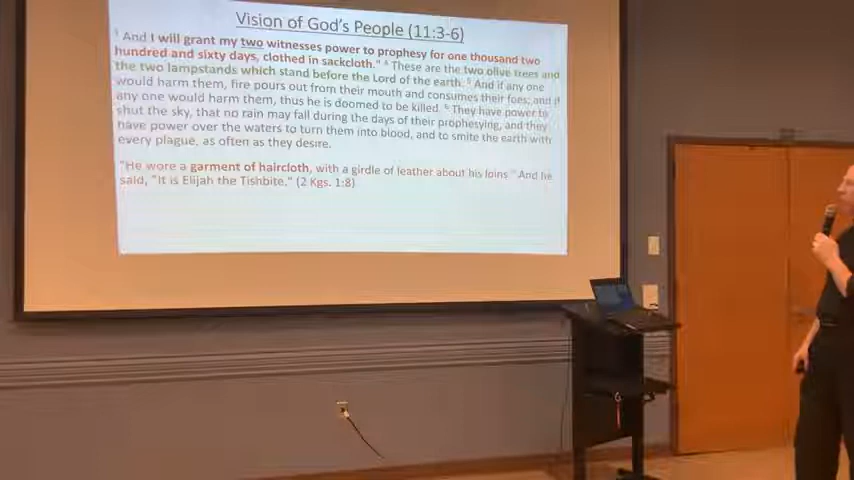 Vision of God's People (11:3-6)
3 And I will grant my two witnesses power to prophesy for one thousand two
hundred and sixty days, clothed in sackcloth." 4 These are the two olive trees and
the two lampstands which stand before the Lord of the earth. 5 And if any one
would harm them, fire pours out from their mouth and consumes their foes; and if
any one would harm them, thus he is doomed to be killed. 6 They have power to
shut the sky, that no rain may fall during the days of their prophesying, and they
have power over the waters to turn them into blood, and to smite the earth with
every plague, as often as they desire.
"He wore a garment of haircloth, with a girdle of leather about his loins." And he
said, "It is Elijah the Tishbite." (2 Kgs. 1:8)